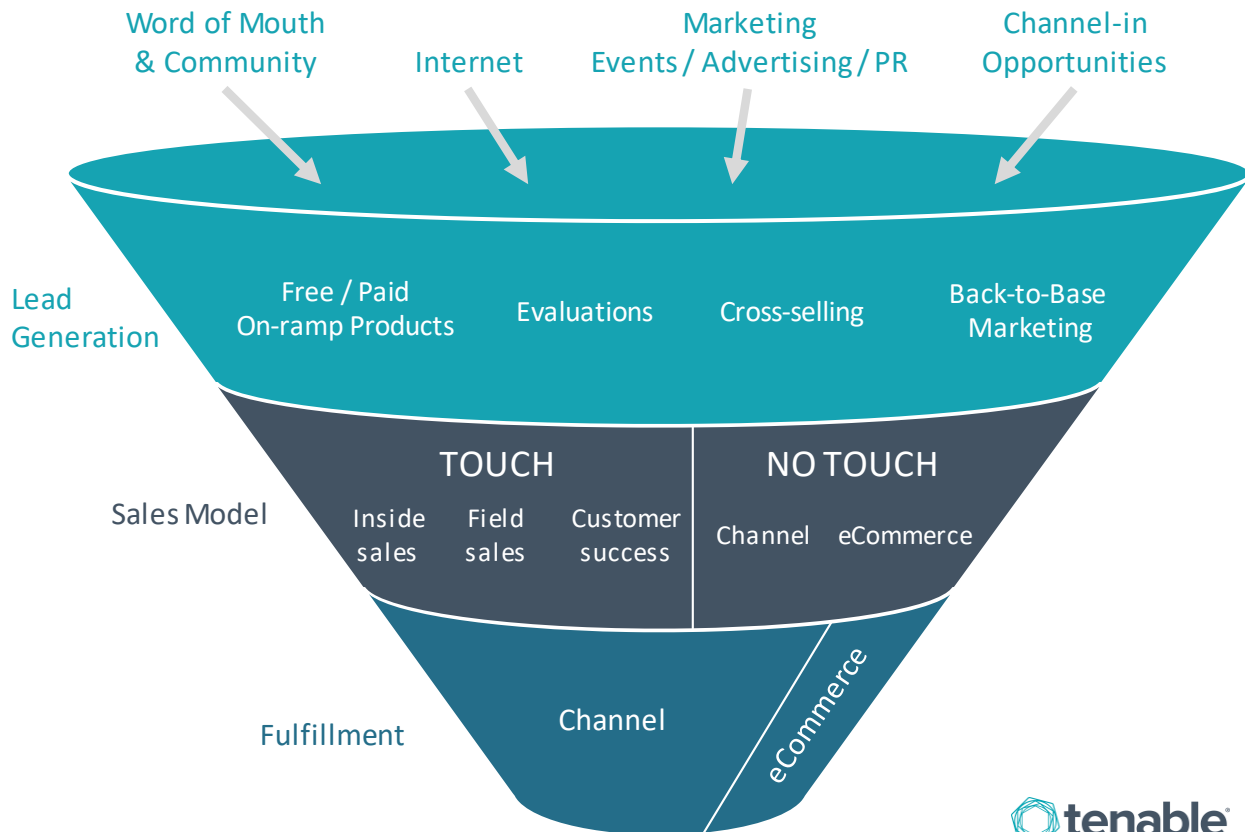 Word of Mouth
& Community
Internet
Marketing
Events / Advertising / PR
Channel-in
Opportunities
Lead
Generation
Free / Paid
On-ramp Products
Evaluations
Cross-selling
Back-to-Base
Marketing
Sales Model
TOUCH
Inside
sales
Field
sales
Customer
success
NO TOUCH
Channel
eCommerce
Fulfillment
Channel
eCommerce
tenable®